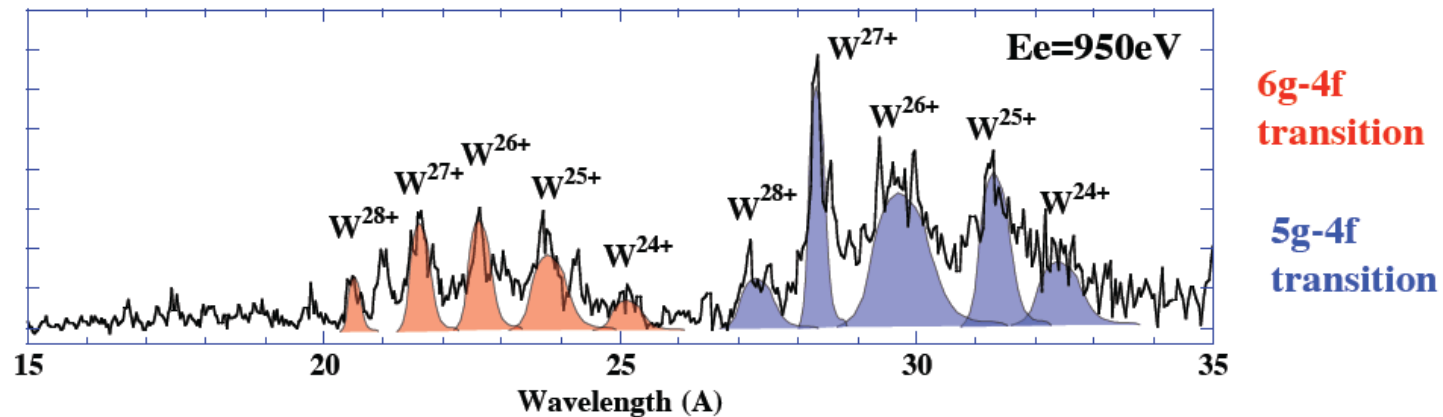 W27+
Ee=950eV
W26+
W25+
W28+
W24+
W28+
W27+
W26+
W25+
W24+
6g-4f
transition
5g-4f
transition
15 20 25 30 35
Wavelength (A)